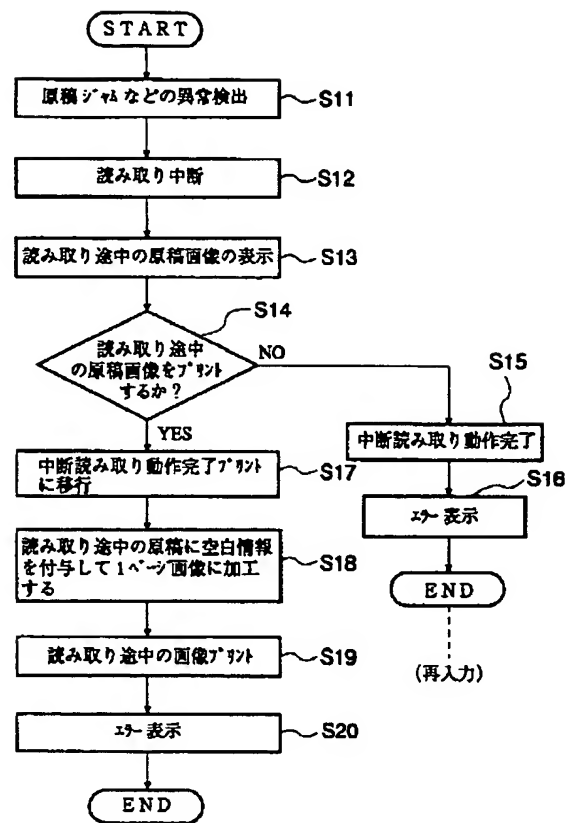 START
原稿ジャムなどの異常検出
S11
読み取り中断
S12
読み取り途中の原稿画像の表示
S13
S14
読み取り途中
の原稿画像をプリント
するか？
NO
YES
S15
中断読み取り動作完了
S16
エラー表示
END
(再入力)
中断読み取り動作完了プリント
に移行
S17
読み取り途中の原稿に空白情報
を付与して1ページ画像に加工
する
S18
読み取り途中の画像プリント
S19
エラー表示
S20
END